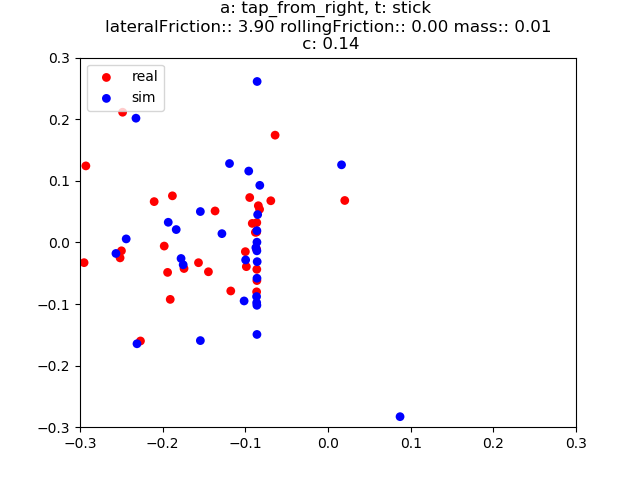 a: tap_from_right, t: stick
lateralFriction:: 3.90 rollingFriction:: 0.00 mass:: 0.01
c: 0.14
real
sim
0.3
0.2
0.1
0.0
−0.1
−0.2
−0.3
−0.3 −0.2 −0.1 0.0 0.1 0.2 0.3